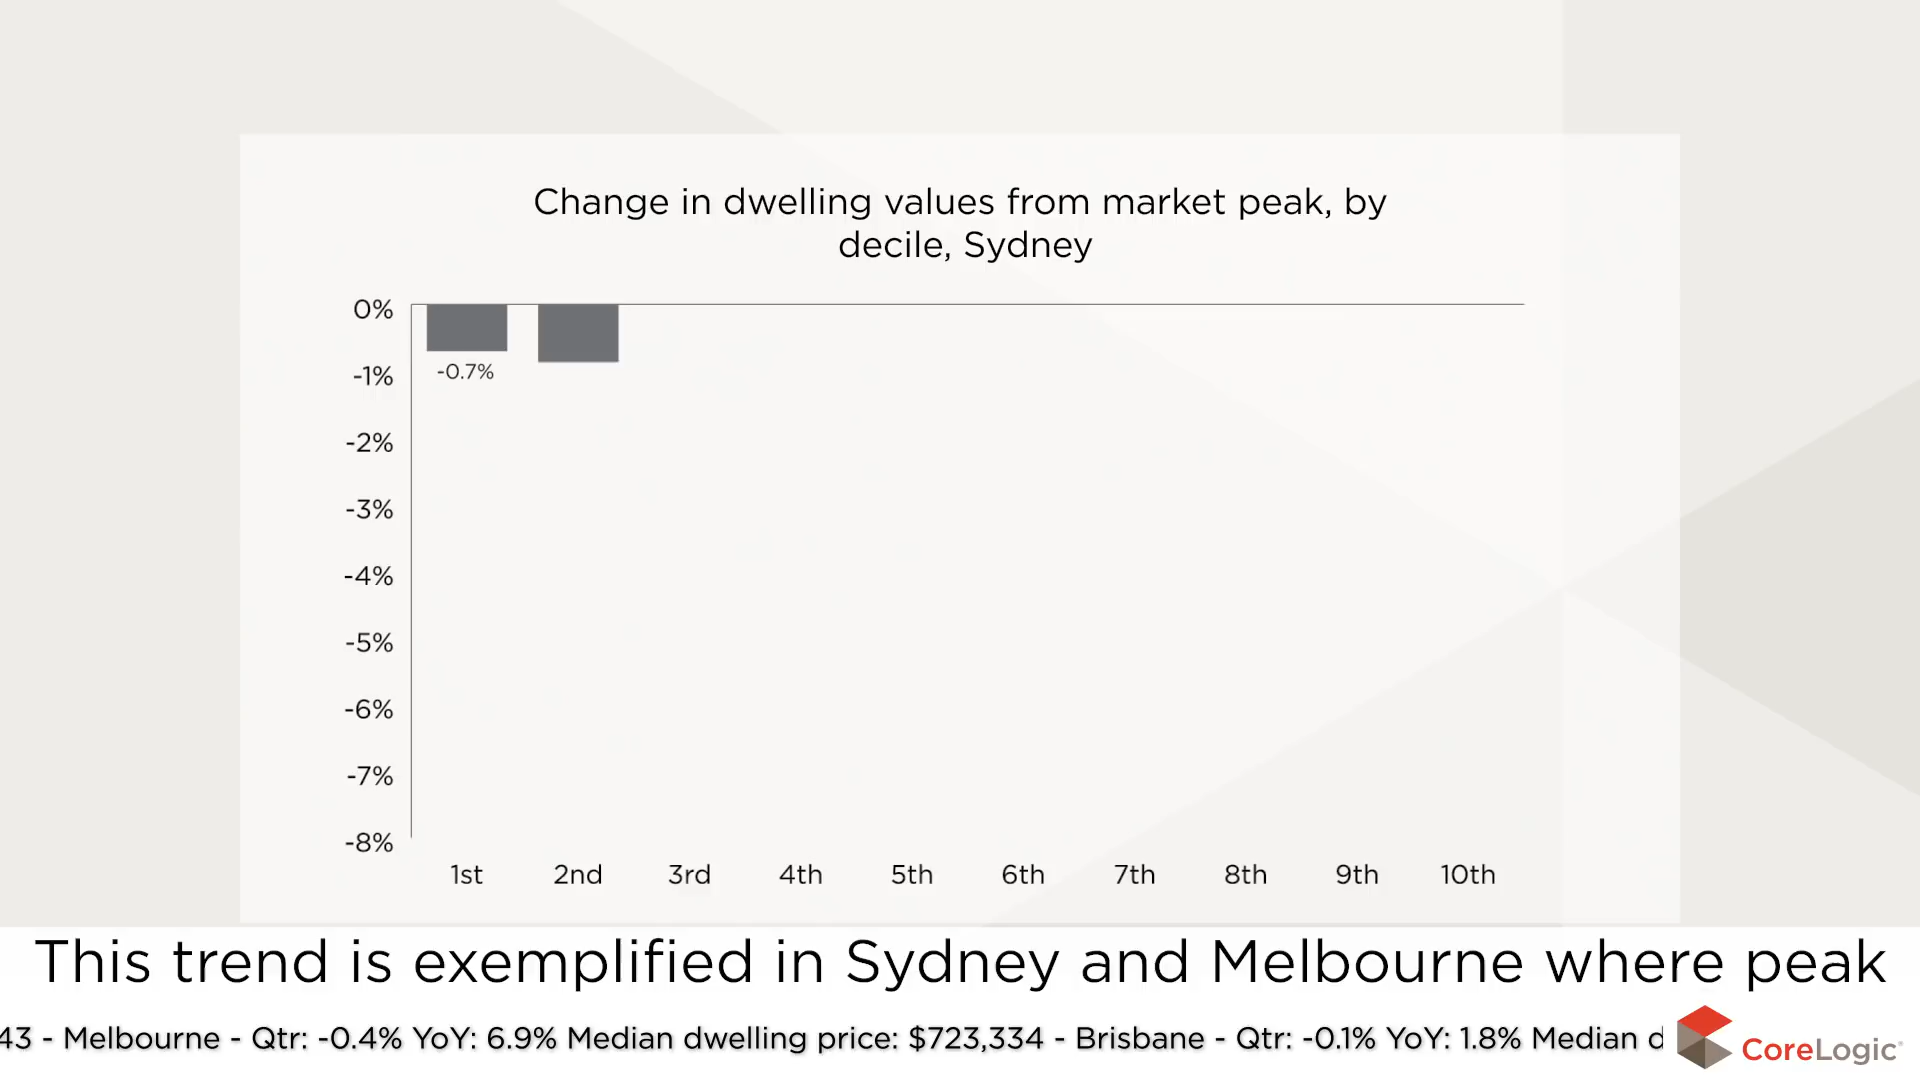 Change in dwelling values from market peak, by
decile, Sydney
0%
-1%
-2%
-3%
-4%
-5%
-6%
-7%
-8%
-0.7%
1st 2nd 3rd 4th 5th 6th 7th 8th 9th 10th
This trend is exemplified in Sydney and Melbourne where peak
43 - Melbourne - Qtr: -0.4% YoY: 6.9% Median dwelling price: $723,334 - Brisbane - Qtr: -0.1% YoY: 1.8% Median d
CoreLogic